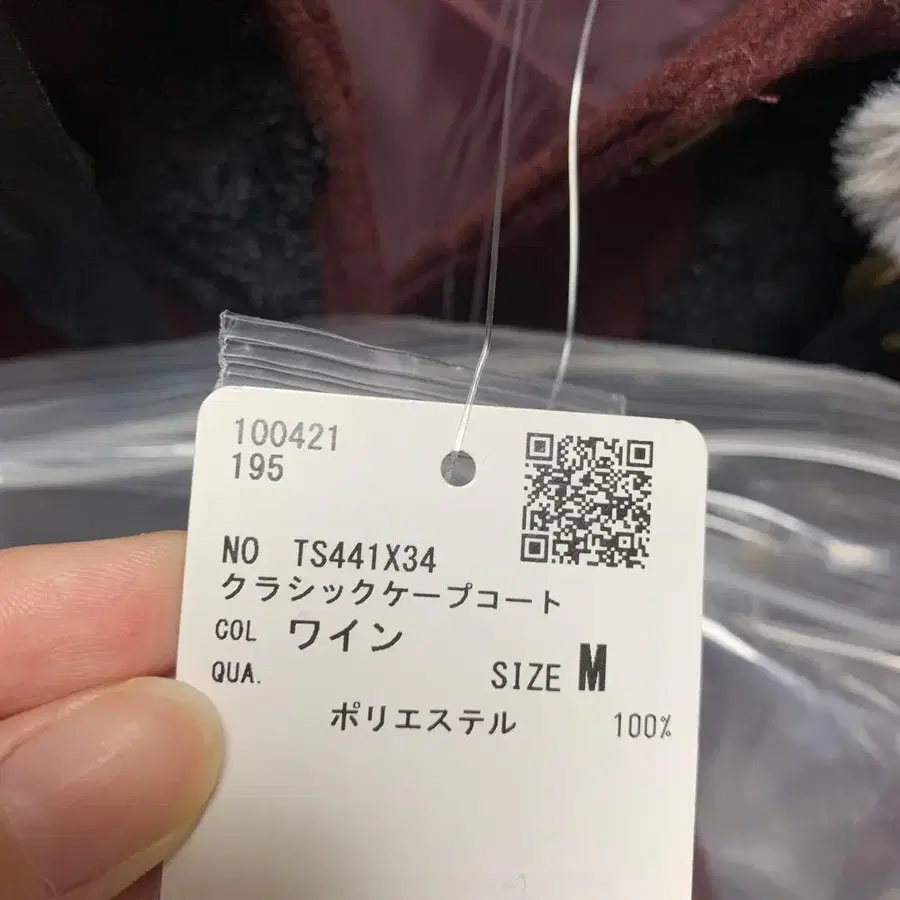 100421
195
NO TS441X34
クラシックケープコート
COL ワイン
QUA. SIZE M
ポリエステル 100%